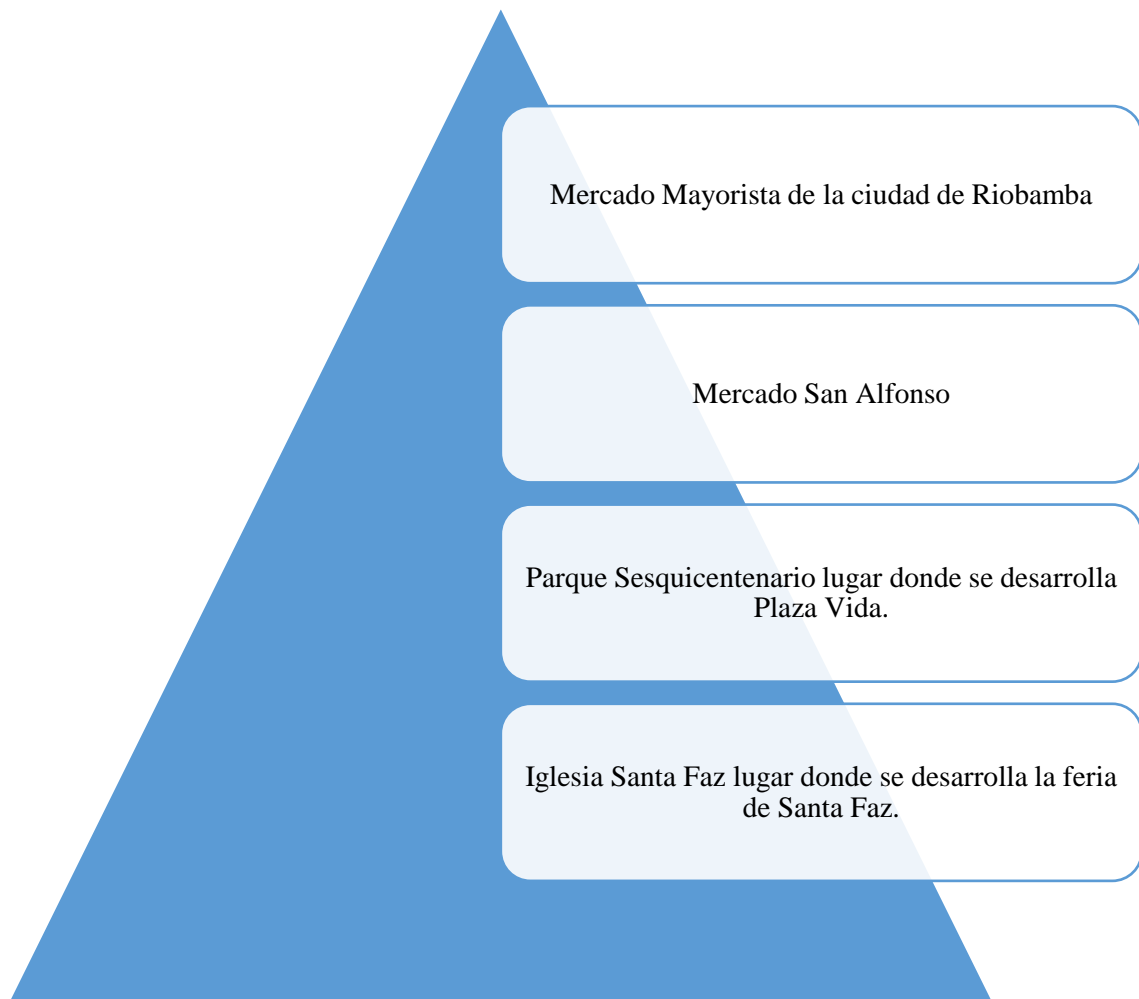 Mercado Mayorista de la ciudad de Riobamba
Mercado San Alfonso
Parque Sesquicentenario lugar donde se desarrolla
Plaza Vida.
Iglesia Santa Faz lugar donde se desarrolla la feria
de Santa Faz.